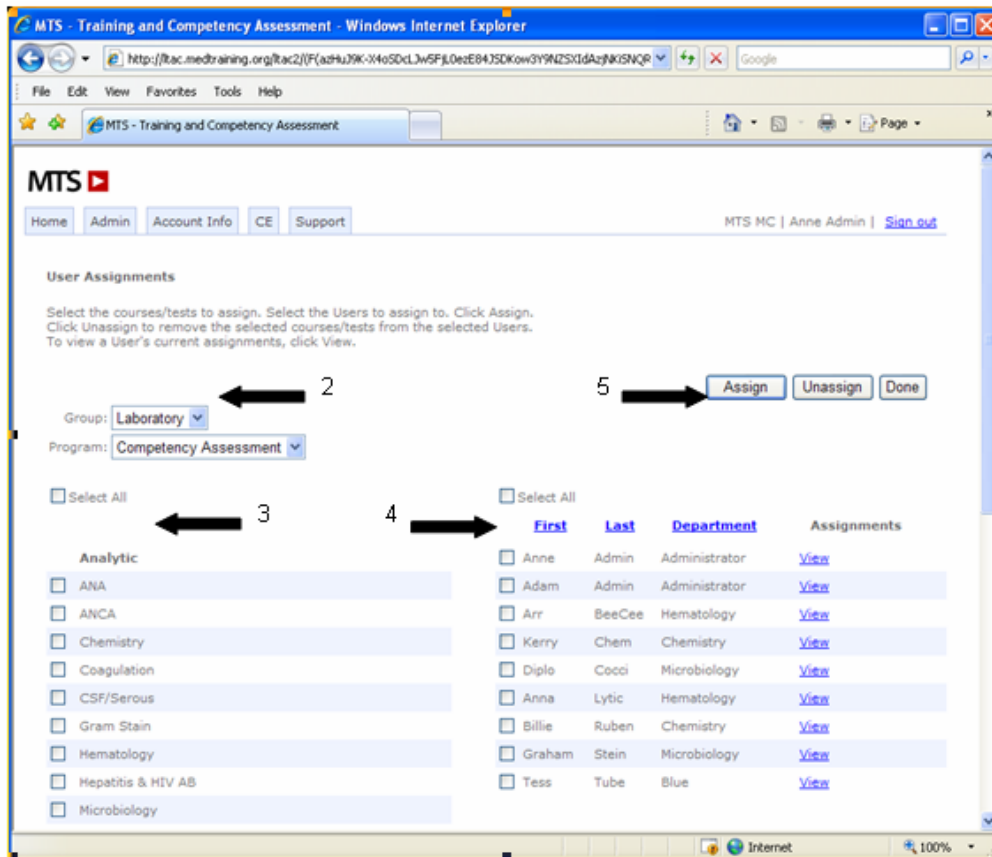 MTS - Training and Competency Assessment - Windows Internet Explorer
Google
File Edit View Favorites Tools Help
MTS - Training and Competency Assessment
Page
MTS
Home Admin Account Info CE Support MTS MC | Anne Admin | Sign out
User Assignments
Select the courses/tests to assign. Select the Users to assign to. Click Assign.
Click Unassign to remove the selected courses/tests from the selected Users.
To view a User's current assignments, click View.
2 5 Assign Unassign Done
Group: Laboratory
Program: Competency Assessment
Select All Select All
3 4 First Last Department Assignments
Analytic Anne Admin Administrator View
ANA Adam Admin Administrator View
ANCA Arr BeeCee Hematology View
Chemistry Kerry Chem Chemistry View
Coagulation Diplo Cocci Microbiology View
CSF/Serous Anna Lytic Hematology View
Gram Stain Billie Ruben Chemistry View
Hematology Graham Stein Microbiology View
Hepatitis & HIV AB Tess Tube Blue View
Microbiology
Internet 100%